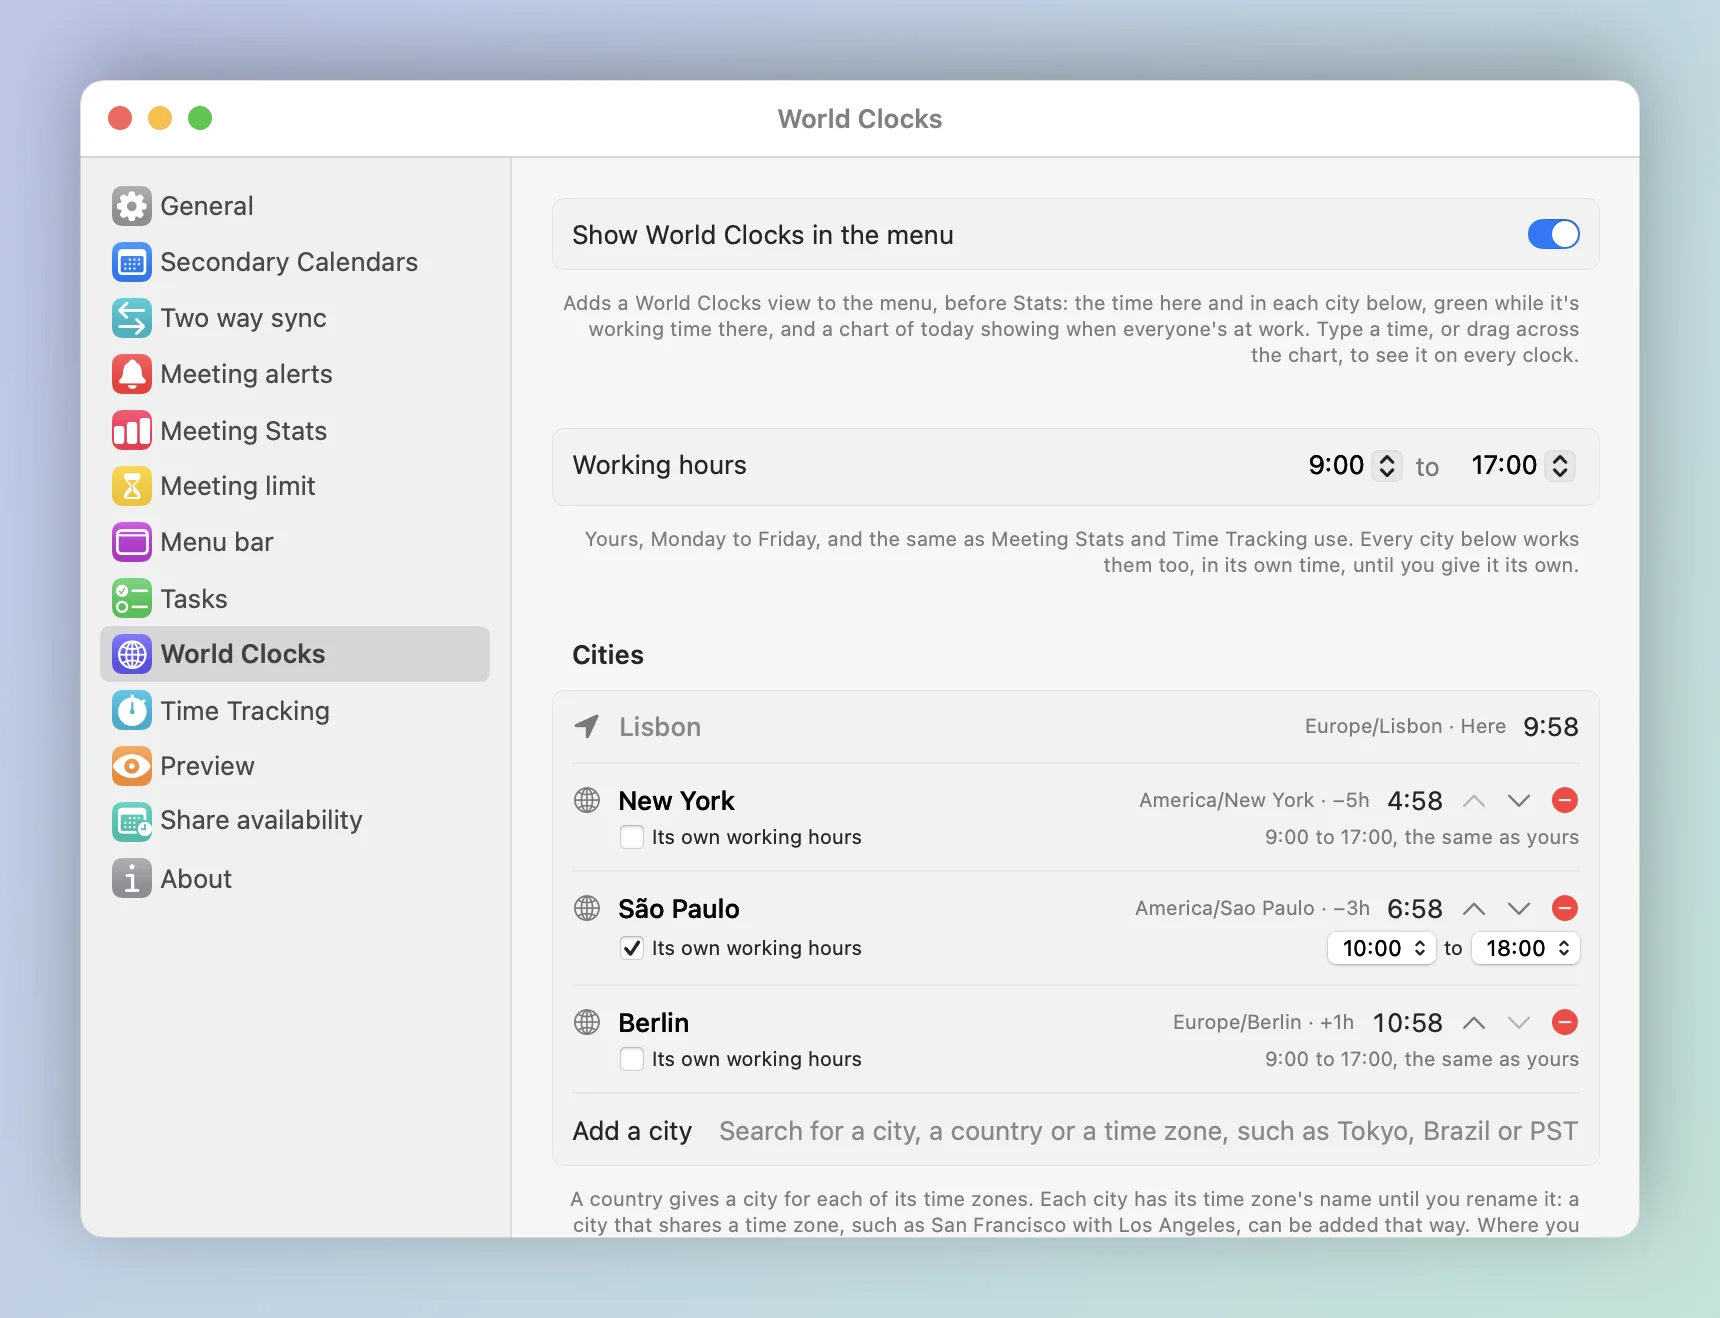 World Clocks
General
Secondary Calendars
Two way sync
Meeting alerts
Meeting Stats
Meeting limit
Menu bar
Tasks
World Clocks
Time Tracking
Preview
Share availability
About
Show World Clocks in the menu
Adds a World Clocks view to the menu, before Stats: the time here and in each city below, green while it's
working time there, and a chart of today showing when everyone's at work. Type a time, or drag across
the chart, to see it on every clock.
Working hours 9:00 to 17:00
Yours, Monday to Friday, and the same as Meeting Stats and Time Tracking use. Every city below works
them too, in its own time, until you give it its own.
Cities
Lisbon Europe/Lisbon · Here 9:58
New York America/New York · −5h 4:58
Its own working hours 9:00 to 17:00, the same as yours
São Paulo America/Sao Paulo · −3h 6:58
Its own working hours 10:00 to 18:00
Berlin Europe/Berlin · +1h 10:58
Its own working hours 9:00 to 17:00, the same as yours
Add a city Search for a city, a country or a time zone, such as Tokyo, Brazil or PST
A country gives a city for each of its time zones. Each city has its time zone's name until you rename it: a
city that shares a time zone, such as San Francisco with Los Angeles, can be added that way. Where you